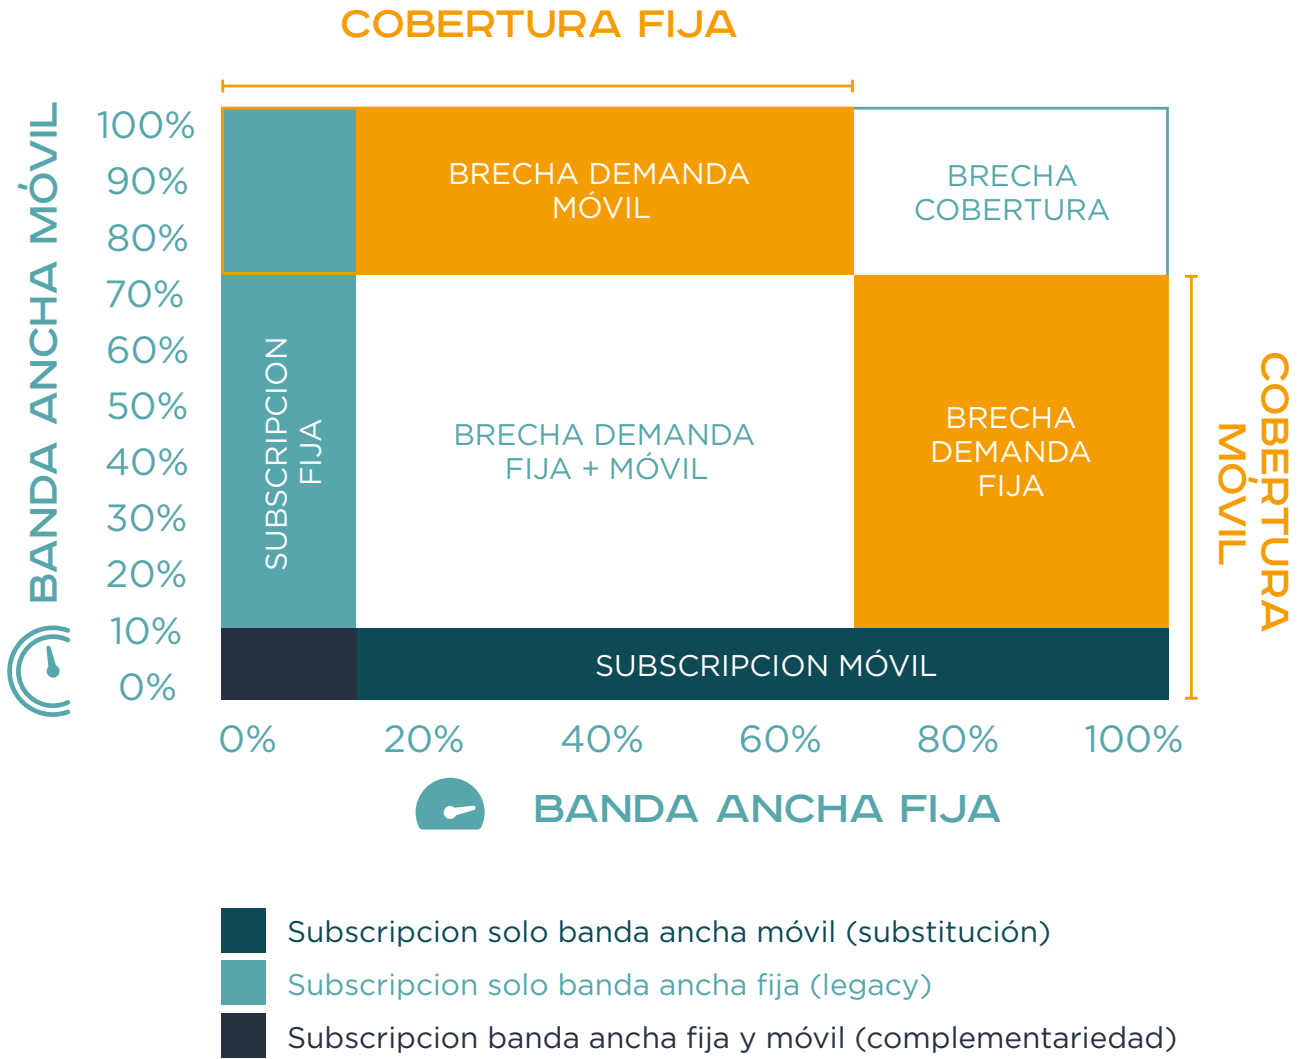 COBERTURA FIJA
BANDA ANCHA MÓVIL
100%
90%
80%
70%
60%
50%
40%
30%
20%
10%
0%
BRECHA DEMANDA
MÓVIL
BRECHA
COBERTURA
SUBSCRIPCION
FIJA
BRECHA DEMANDA
FIJA + MÓVIL
BRECHA
DEMANDA
FIJA
COBERTURA
MÓVIL
SUBSCRIPCION MÓVIL
0%
20%
40%
60%
80%
100%
BANDA ANCHA FIJA
Subscripcion solo banda ancha móvil (substitución)
Subscripcion solo banda ancha fija (legacy)
Subscripcion banda ancha fija y móvil (complementariedad)